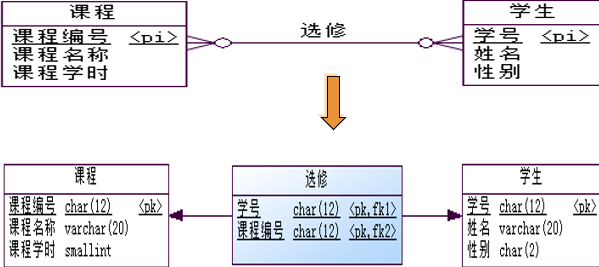 课程
课程编号 <pi>
课程名称
课程学时
选修
学生
学号 <pi>
姓名
性别
课程
课程编号 char(12) <pk>
课程名称 varchar(20)
课程学时 smallint
选修
学号 char(12) <pk,fk1>
课程编号 char(12) <pk,fk2>
学生
学号 char(12) <pk>
姓名 varchar(20)
性别 char(2)